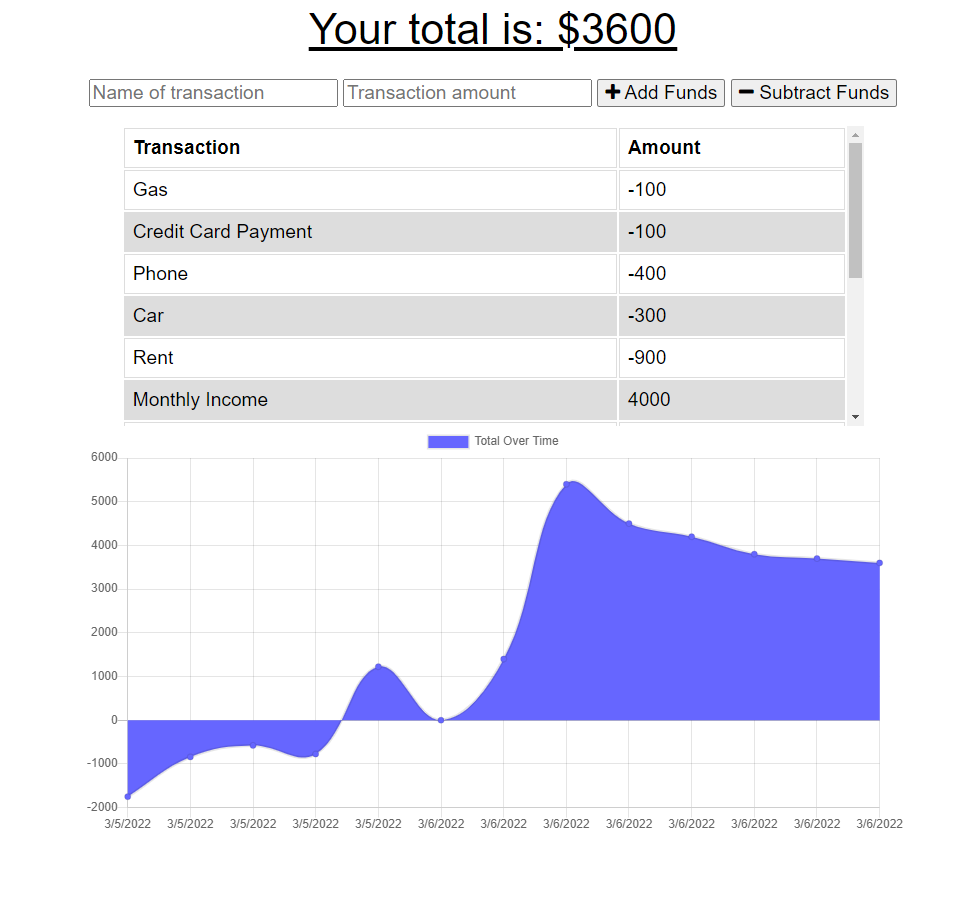 Your total is: $3600
Name of transaction Transaction amount Add Funds Subtract Funds
Transaction Amount
Gas -100
Credit Card Payment -100
Phone -400
Car -300
Rent -900
Monthly Income 4000
Total Over Time
6000
5000
4000
3000
2000
1000
0
-1000
-2000
3/5/2022 3/5/2022 3/5/2022 3/5/2022 3/5/2022 3/6/2022 3/6/2022 3/6/2022 3/6/2022 3/6/2022 3/6/2022 3/6/2022 3/6/2022